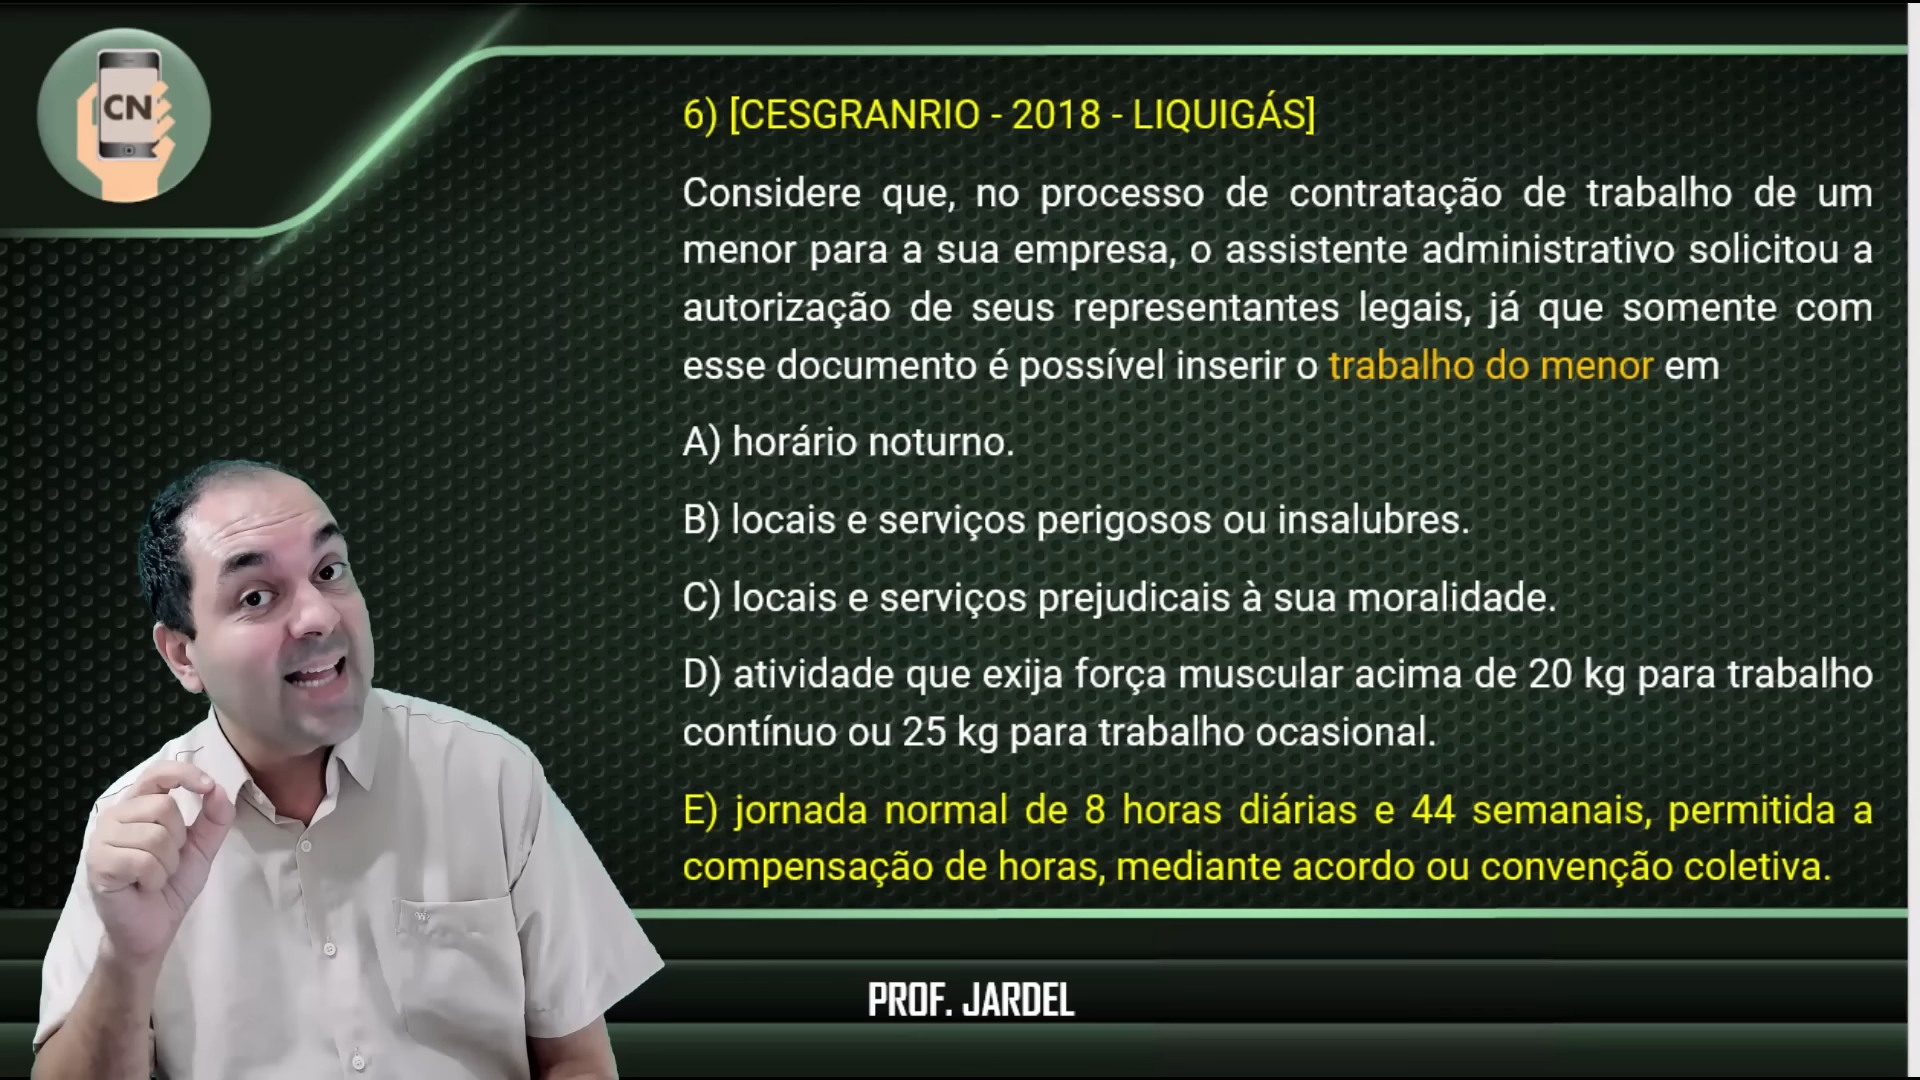 CN
6) [CESGRANRIO - 2018 - LIQUIGÁS]
Considere que, no processo de contratação de trabalho de um
menor para a sua empresa, o assistente administrativo solicitou a
autorização de seus representantes legais, já que somente com
esse documento é possível inserir o trabalho do menor em
A) horário noturno.
B) locais e serviços perigosos ou insalubres.
C) locais e serviços prejudicais à sua moralidade.
D) atividade que exija força muscular acima de 20 kg para trabalho
contínuo ou 25 kg para trabalho ocasional.
E) jornada normal de 8 horas diárias e 44 semanais, permitida a
compensação de horas, mediante acordo ou convenção coletiva.
PROF. JARDEL